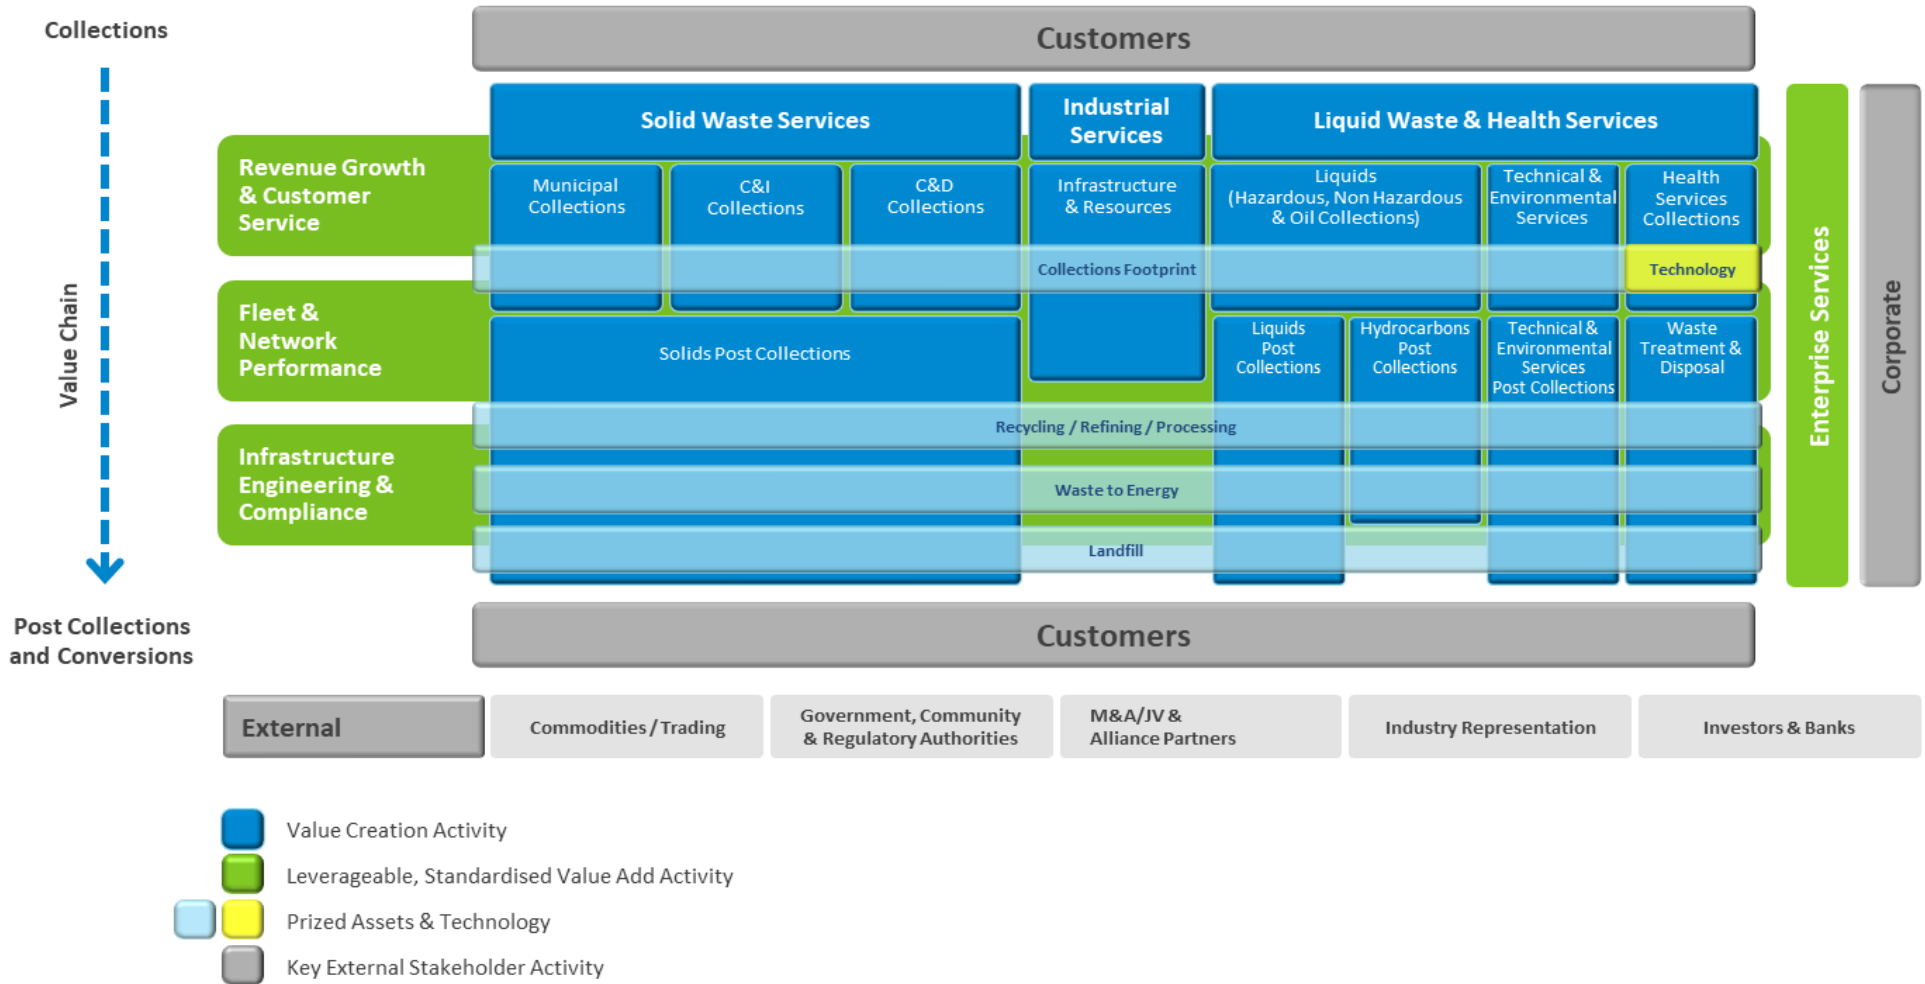 Collections
Customers
Solid Waste Services
Industrial
Services
Liquid Waste & Health Services
Revenue Growth
& Customer
Service
Municipal
Collections
C&I
Collections
C&D
Collections
Infrastructure
& Resources
Liquids
(Hazardous, Non Hazardous
& Oil Collections)
Technical &
Environmental
Services
Health
Services
Collections
Collections Footprint
Technology
Value Chain
Fleet &
Network
Performance
Solids Post Collections
Liquids
Post
Collections
Hydrocarbons
Post
Collections
Technical &
Environmental
Services
Post Collections
Waste
Treatment &
Disposal
Enterprise Services
Corporate
Recycling / Refining / Processing
Infrastructure
Engineering &
Compliance
Waste to Energy
Landfill
Post Collections
and Conversions
Customers
External
Commodities / Trading
Government, Community
& Regulatory Authorities
M&A/JV &
Alliance Partners
Industry Representation
Investors & Banks
Value Creation Activity
Leverageable, Standardised Value Add Activity
Prized Assets & Technology
Key External Stakeholder Activity